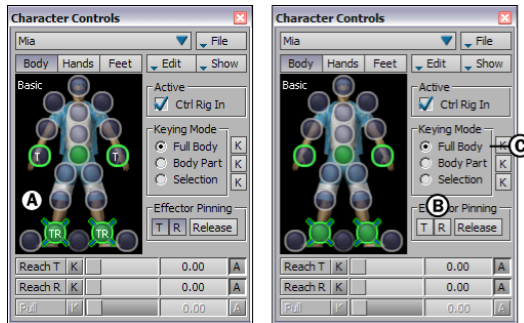 Character Controls
Mia
File
Body Hands Feet Edit Show
Basic
Active
Ctrl Rig In
Keying Mode
Full Body K
T T
Body Part K
Selection K
A
Effector Pinning
TR TR
T R Release
Reach T K 0.00 A
Reach R K 0.00 A
Pull K 0.00 A
Character Controls
Mia
File
Body Hands Feet Edit Show
Basic
Active
Ctrl Rig In
Keying Mode
Full Body K C
Body Part K
Selection K
B
Effector Pinning
T R Release
Reach T K 0.00 A
Reach R K 0.00 A
Pull K 0.00 A